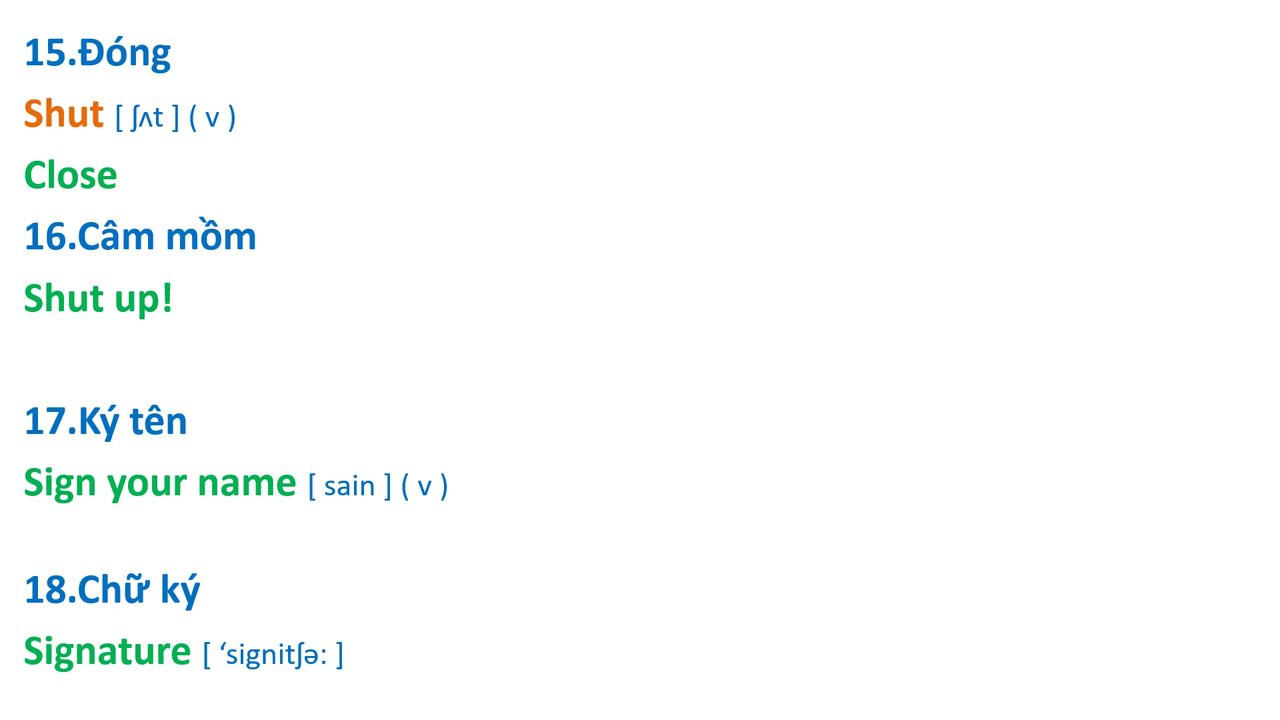 15.Đóng
Shut [ ʃʌt ] ( v )
Close
16.Câm mồm
Shut up!
17.Ký tên
Sign your name [ sain ] ( v )
18.Chữ ký
Signature [ ‘signitʃə: ]